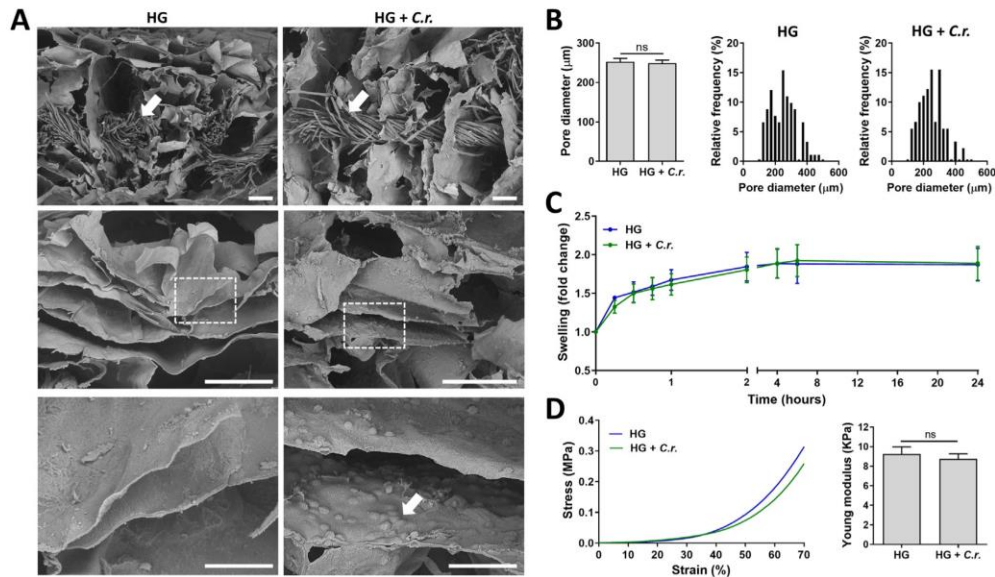 A
HG
HG + C.r.
B
Pore diameter (µm)
300
200
100
0
HG
HG + C.r.
ns
HG
Relative frequency (%)
20
15
10
5
0
0 200 400 600
Pore diameter (µm)
HG + C.r.
Relative frequency (%)
20
15
10
5
0
0 200 400 600
Pore diameter (µm)
C
Swelling (fold change)
2.5
2.0
1.5
1.0
0.5
HG
HG + C.r.
0 1 2 4 8 12 16 20 24
Time (hours)
D
Stress (MPa)
0.4
0.3
0.2
0.1
0.0
HG
HG + C.r.
0 10 20 30 40 50 60 70
Strain (%)
Young modulus (KPa)
12
10
8
6
4
2
0
ns
HG
HG + C.r.